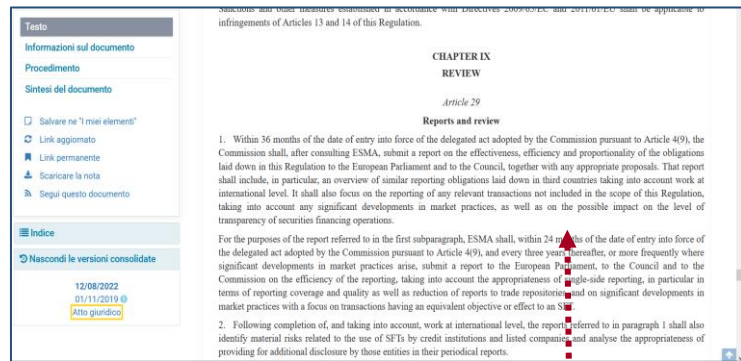 Testo
Informazioni sul documento
Procedimento
Sintesi del documento
Salvare ne "I miei elementi"
Link aggiornato
Link permanente
Scaricare la nota
Segui questo documento
Indice
Nascondi le versioni consolidate
12/08/2022
01/11/2019
Atto giuridico
Sanctions and other measures established in accordance with Directives 2009/65/EC and 2011/61/EU shall be applicable to
infringements of Articles 13 and 14 of this Regulation.
CHAPTER IX
REVIEW
Article 29
Reports and review
1. Within 36 months of the date of entry into force of the delegated act adopted by the Commission pursuant to Article 4(9), the
Commission shall, after consulting ESMA, submit a report on the effectiveness, efficiency and proportionality of the obligations
laid down in this Regulation to the European Parliament and to the Council, together with any appropriate proposals. That report
shall include, in particular, an overview of similar reporting obligations laid down in third countries taking into account work at
international level. It shall also focus on the reporting of any relevant transactions not included in the scope of this Regulation,
taking into account any significant developments in market practices, as well as on the possible impact on the level of
transparency of securities financing operations.
For the purposes of the report referred to in the first subparagraph, ESMA shall, within 24 months of the date of entry into force of
the delegated act adopted by the Commission pursuant to Article 4(9), and every three years thereafter, or more frequently where
significant developments in market practices arise, submit a report to the European Parliament, to the Council and to the
Commission on the efficiency of the reporting, taking into account the appropriateness of single-side reporting, in particular in
terms of reporting coverage and quality as well as reduction of reports to trade repositories, and on significant developments in
market practices with a focus on transactions having an equivalent objective or effect to an SFT.
2. Following completion of, and taking into account, work at international level, the reports referred to in paragraph 1 shall also
identify material risks related to the use of SFTs by credit institutions and listed companies and analyse the appropriateness of
providing for additional disclosure by those entities in their periodical reports.